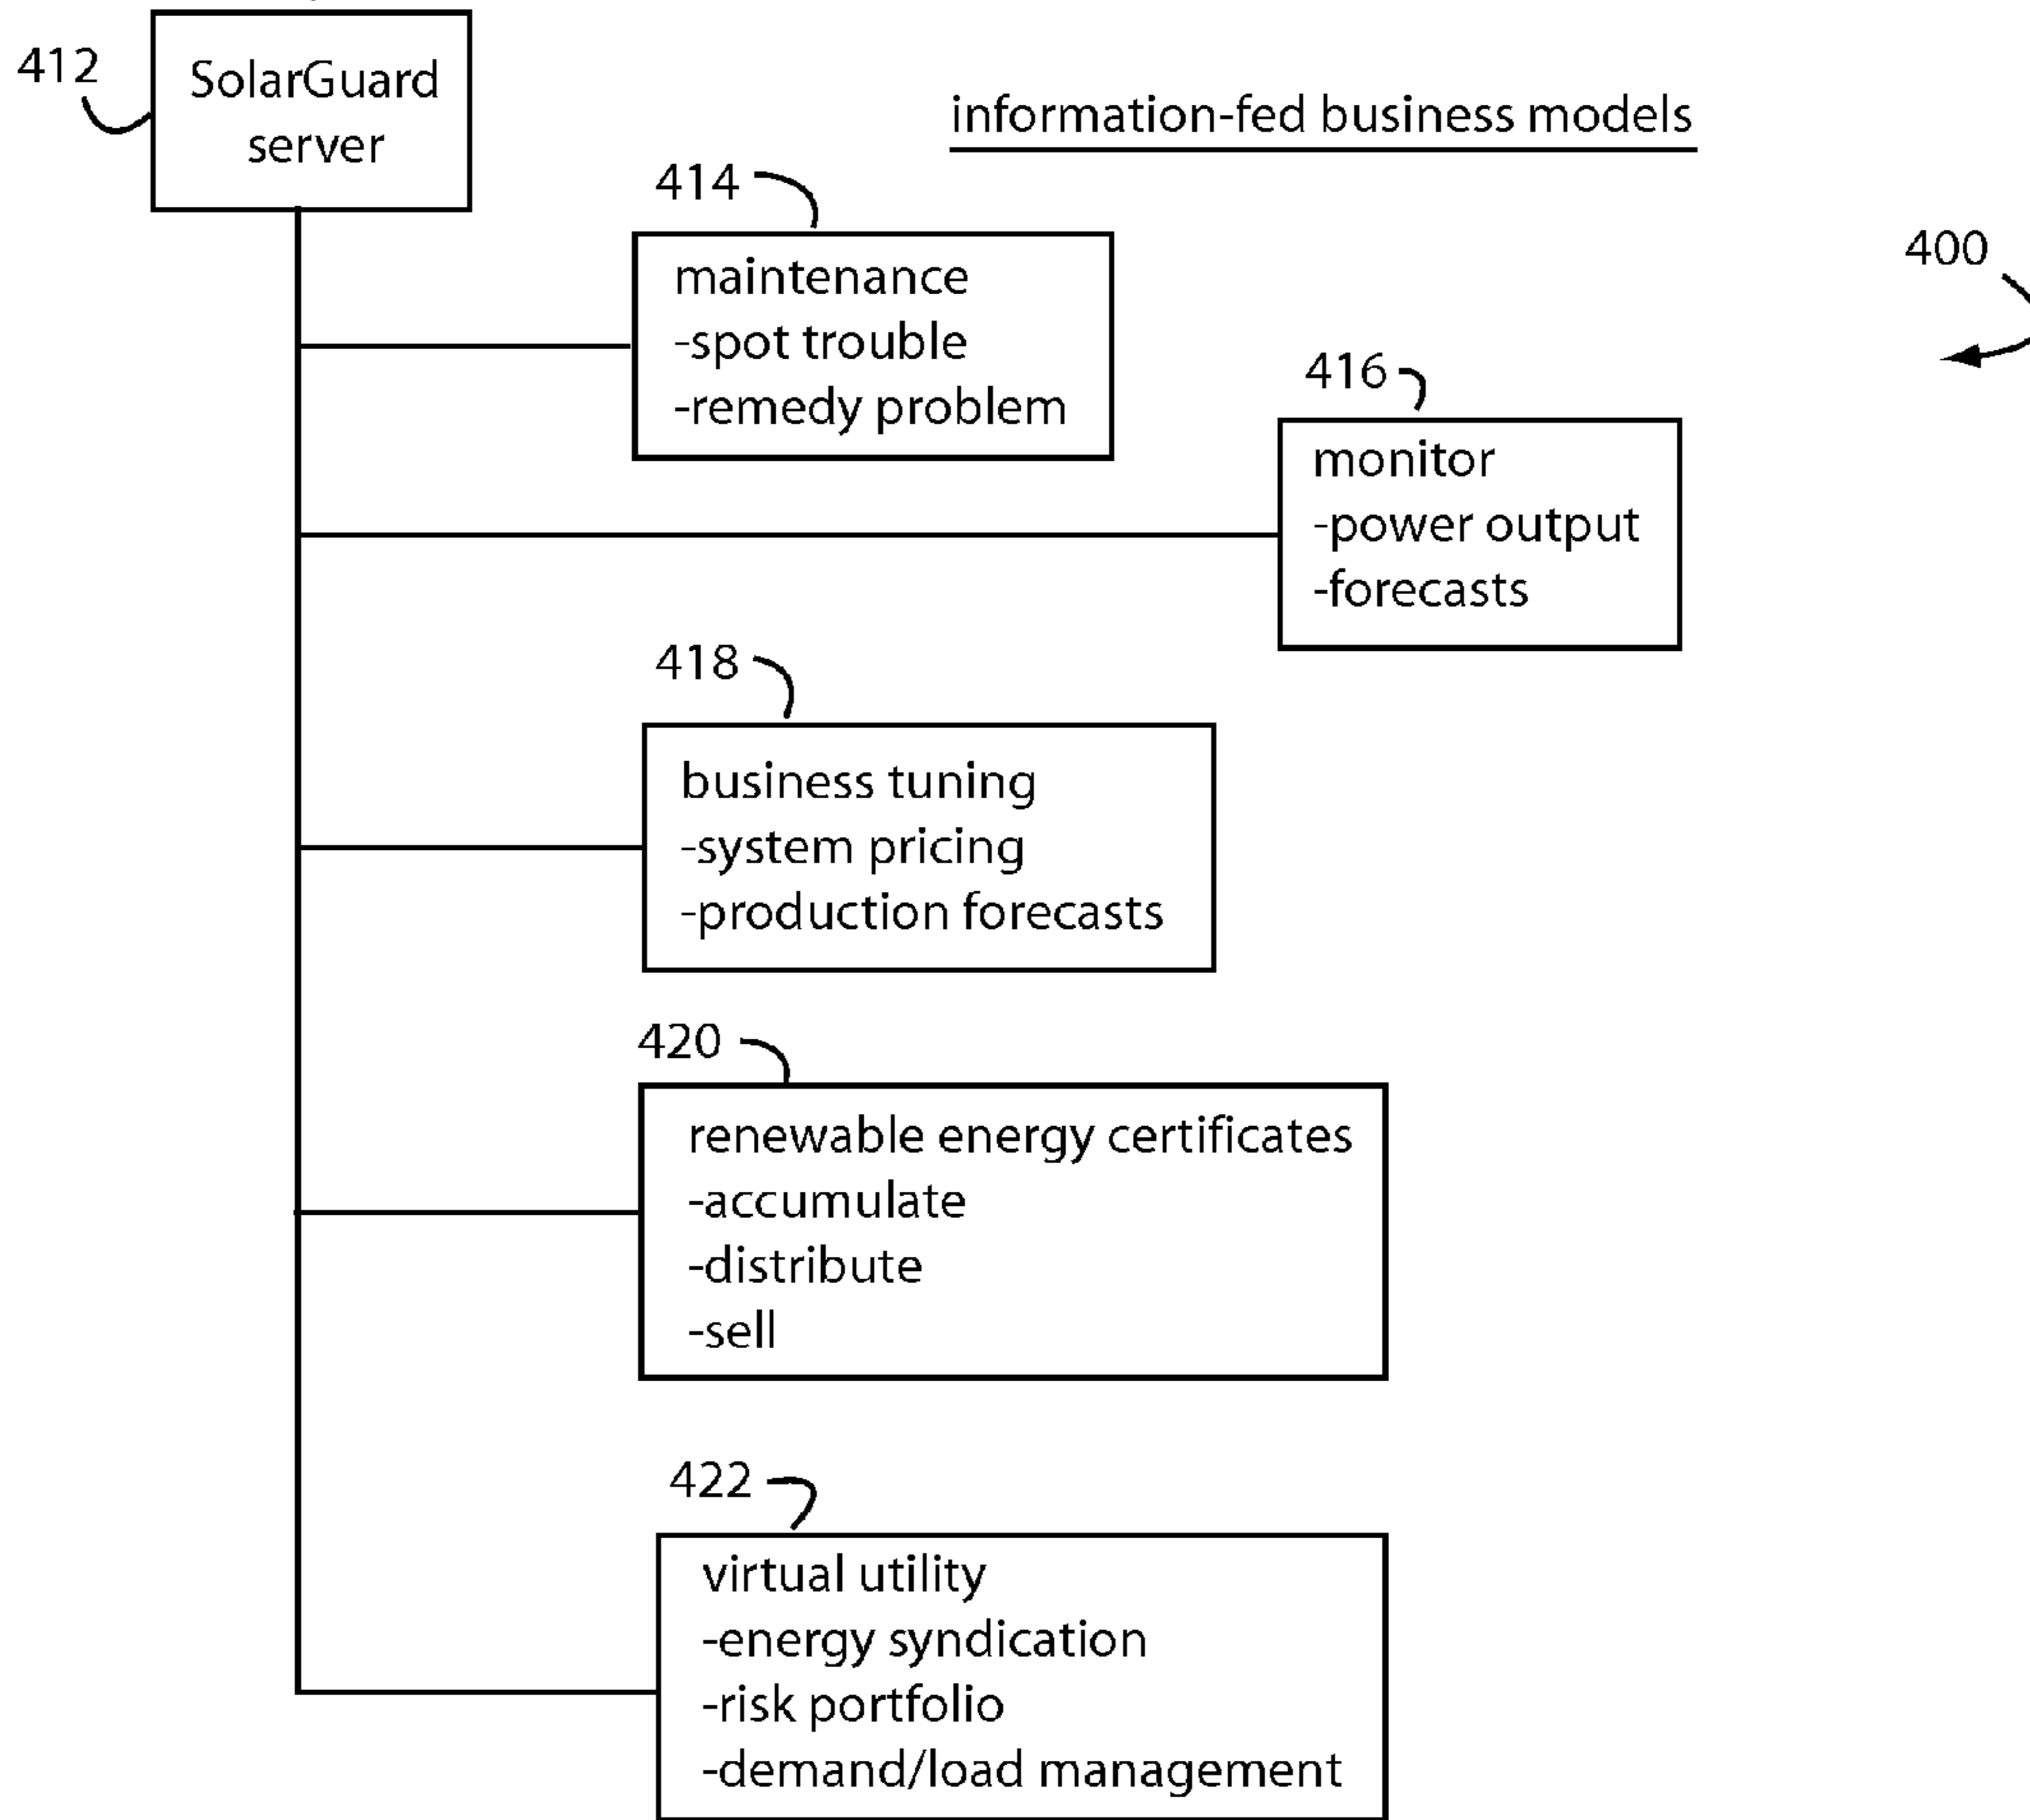 412
SolarGuard
server
information-fed business models
414
maintenance
-spot trouble
-remedy problem
400
416
monitor
-power output
-forecasts
418
business tuning
-system pricing
-production forecasts
420
renewable energy certificates
-accumulate
-distribute
-sell
422
virtual utility
-energy syndication
-risk portfolio
-demand/load management